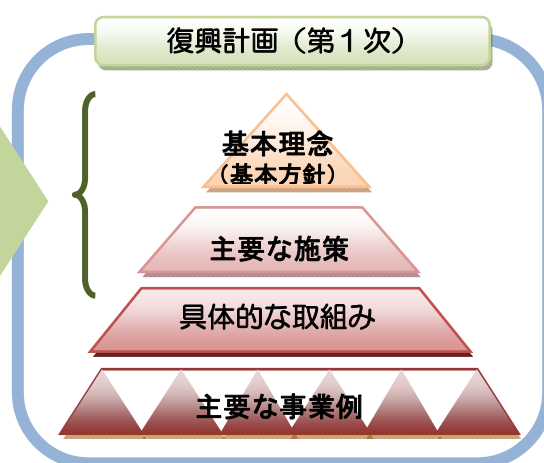 復興計画（第１次）
基本理念
（基本方針）
主要な施策
具体的な取組み
主要な事業例